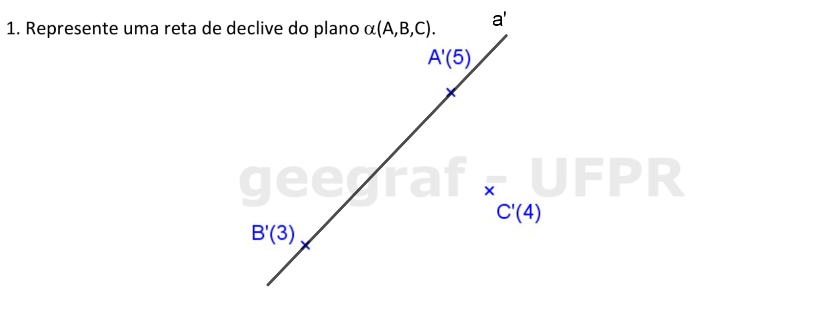 1. Represente uma reta de declive do plano α(A,B,C).
a'
A'(5)
geegraf - UFPR
C'(4)
B'(3)